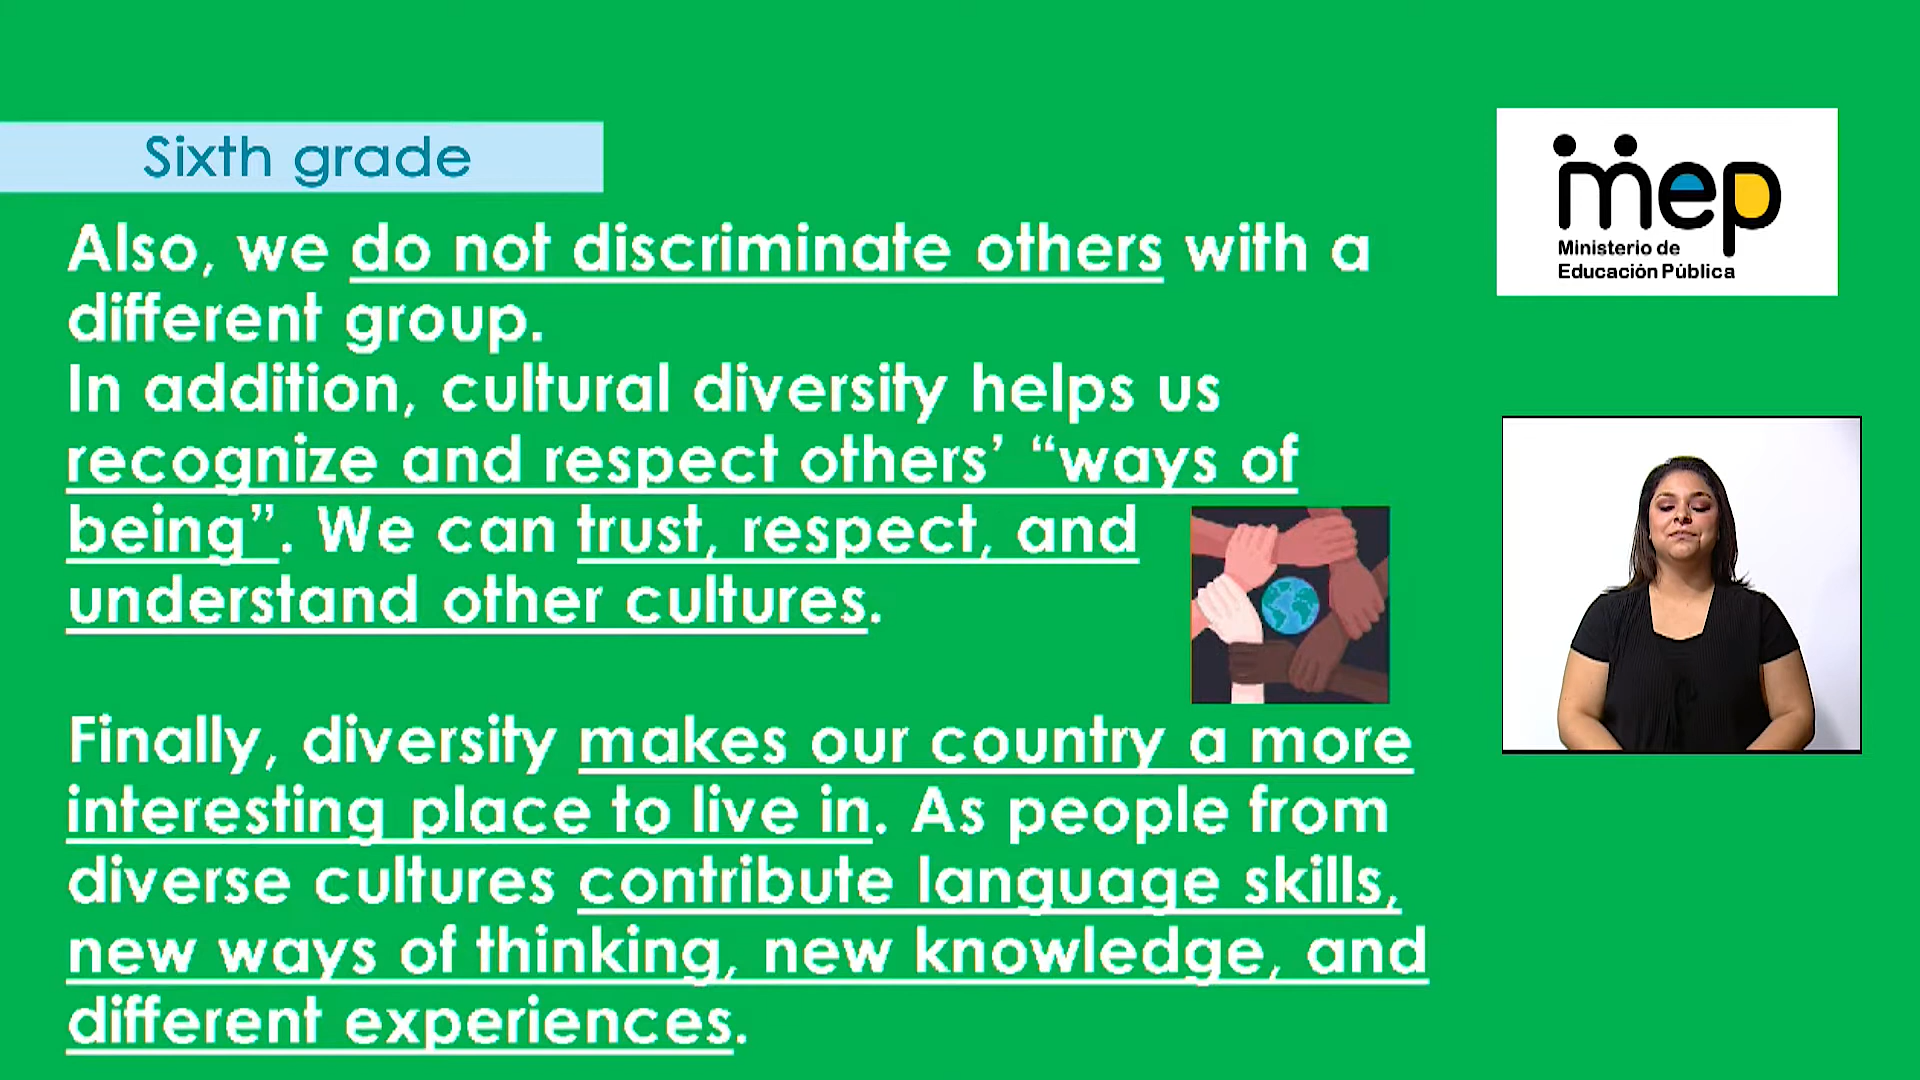 Sixth grade
mep
Ministerio de
Educación Pública
Also, we do not discriminate others with a
different group.
In addition, cultural diversity helps us
recognize and respect others’ “ways of
being”. We can trust, respect, and
understand other cultures.
Finally, diversity makes our country a more
interesting place to live in. As people from
diverse cultures contribute language skills,
new ways of thinking, new knowledge, and
different experiences.